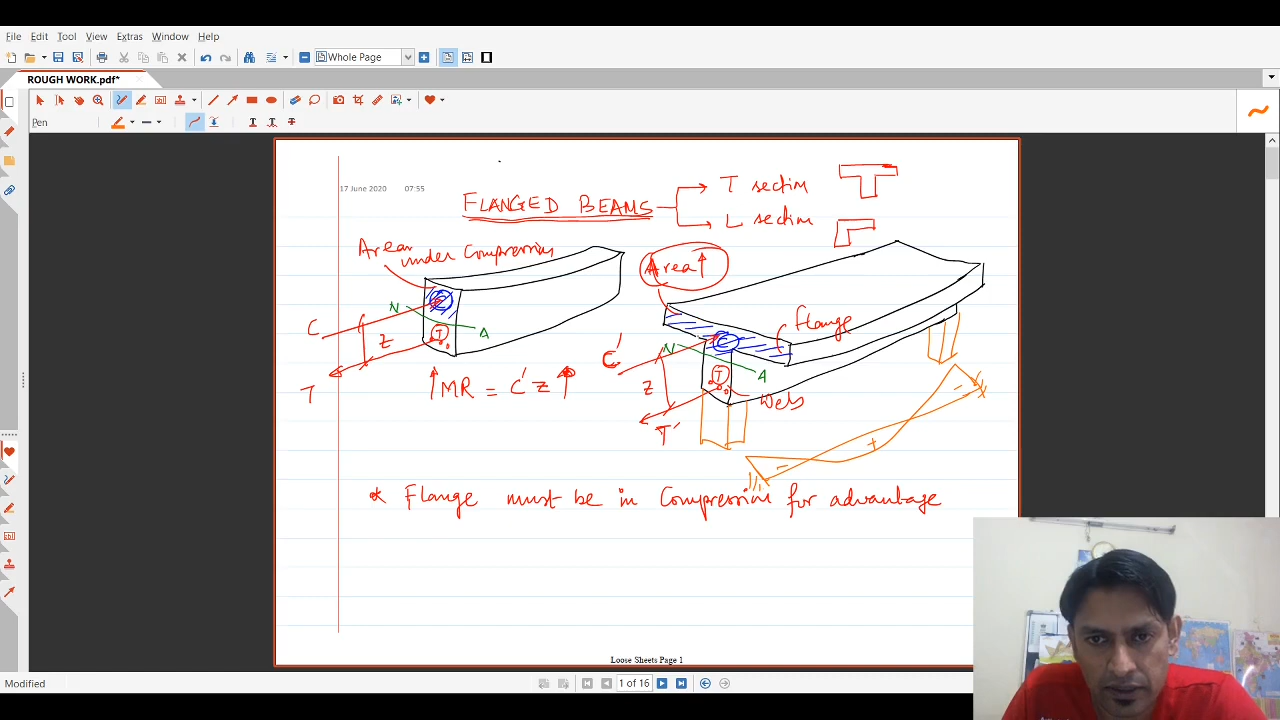 File Edit Tool View Extras Window Help
Whole Page
ROUGH WORK.pdf*
Pen
17 June 2020 07:55
FLANGED BEAMS
T section
L section
Area
under Compression
Area↑
Flange
C
N
A
T
C
Z
T
↑MR = C' Z ↑
C'
C
N
A
T
Z
T'
Web
-
+
-
* Flange must be in Compression for advantage
Loose Sheets Page 1
Modified
1 of 16